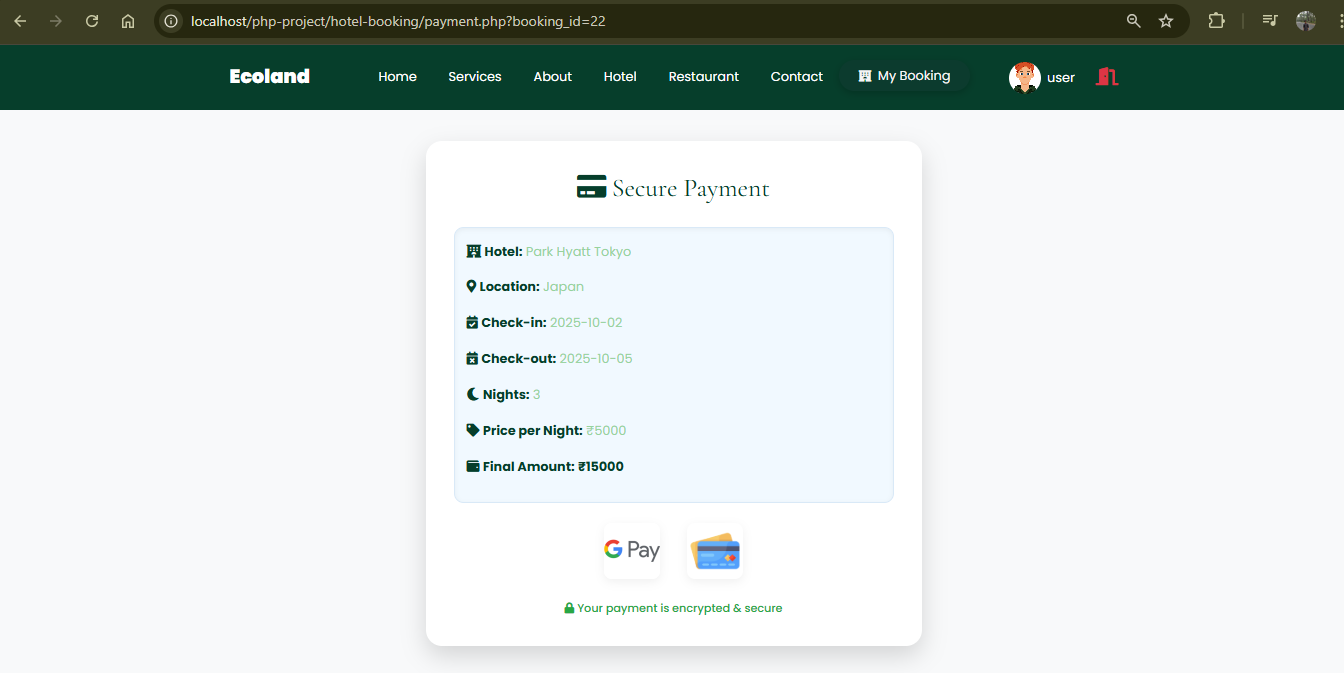 localhost/php-project/hotel-booking/payment.php?booking_id=22
Ecoland Home Services About Hotel Restaurant Contact My Booking user
Secure Payment
Hotel: Park Hyatt Tokyo
Location: Japan
Check-in: 2025-10-02
Check-out: 2025-10-05
Nights: 3
Price per Night: ₹5000
Final Amount: ₹15000
G Pay
Your payment is encrypted & secure